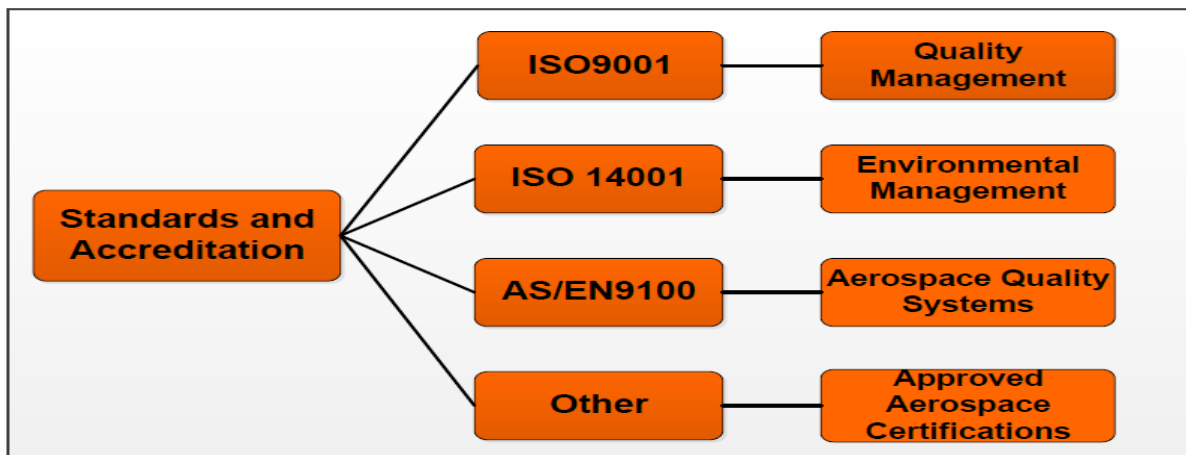 ISO9001
Quality
Management
ISO 14001
Environmental
Management
Standards and
Accreditation
AS/EN9100
Aerospace Quality
Systems
Other
Approved
Aerospace
Certifications